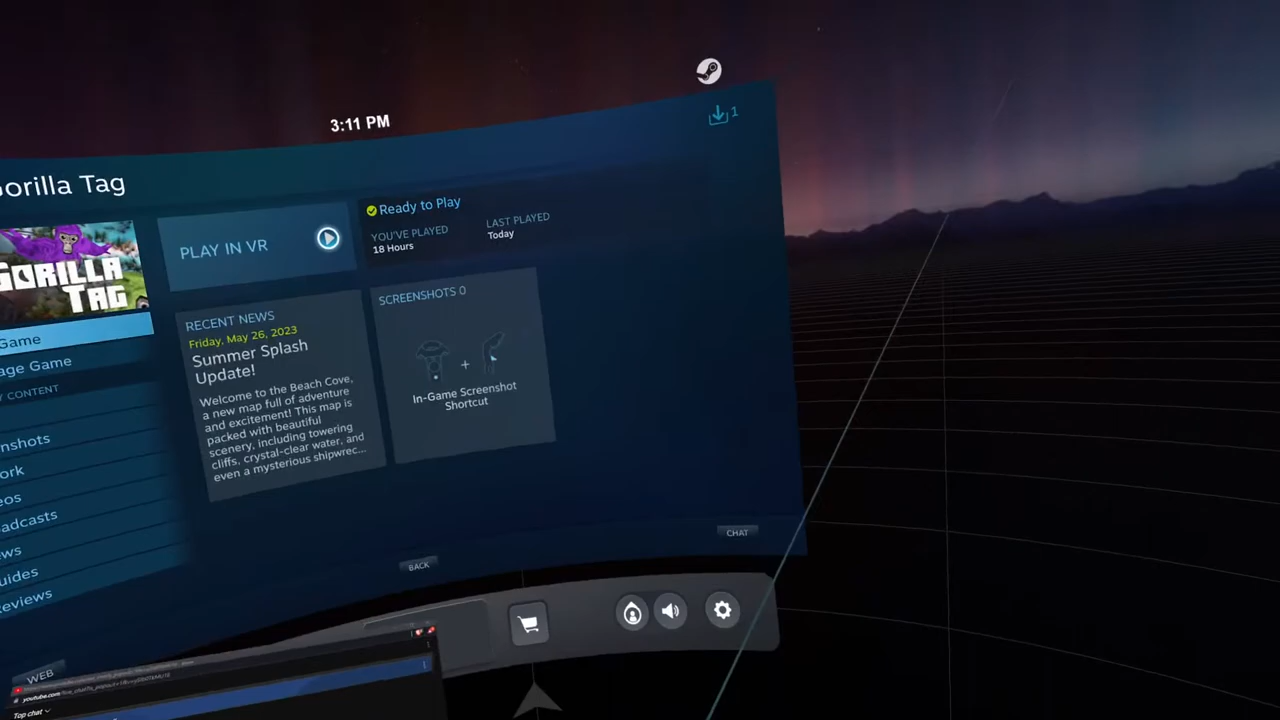 3:11 PM
1
orilla Tag
PLAY IN VR
Ready to Play
YOU'VE PLAYED
18 Hours
LAST PLAYED
Today
GORILLA
TAG
Game
age Game
CONTENT
nshots
ork
eos
adcasts
ws
uides
eviews
RECENT NEWS
Friday, May 26, 2023
Summer Splash
Update!
Welcome to the Beach Cove,
a new map full of adventure
and excitement! This map is
packed with beautiful
scenery, including towering
cliffs, crystal-clear water, and
even a mysterious shipwrec...
SCREENSHOTS 0
+
In-Game Screenshot
Shortcut
CHAT
BACK
WEB
Top chat